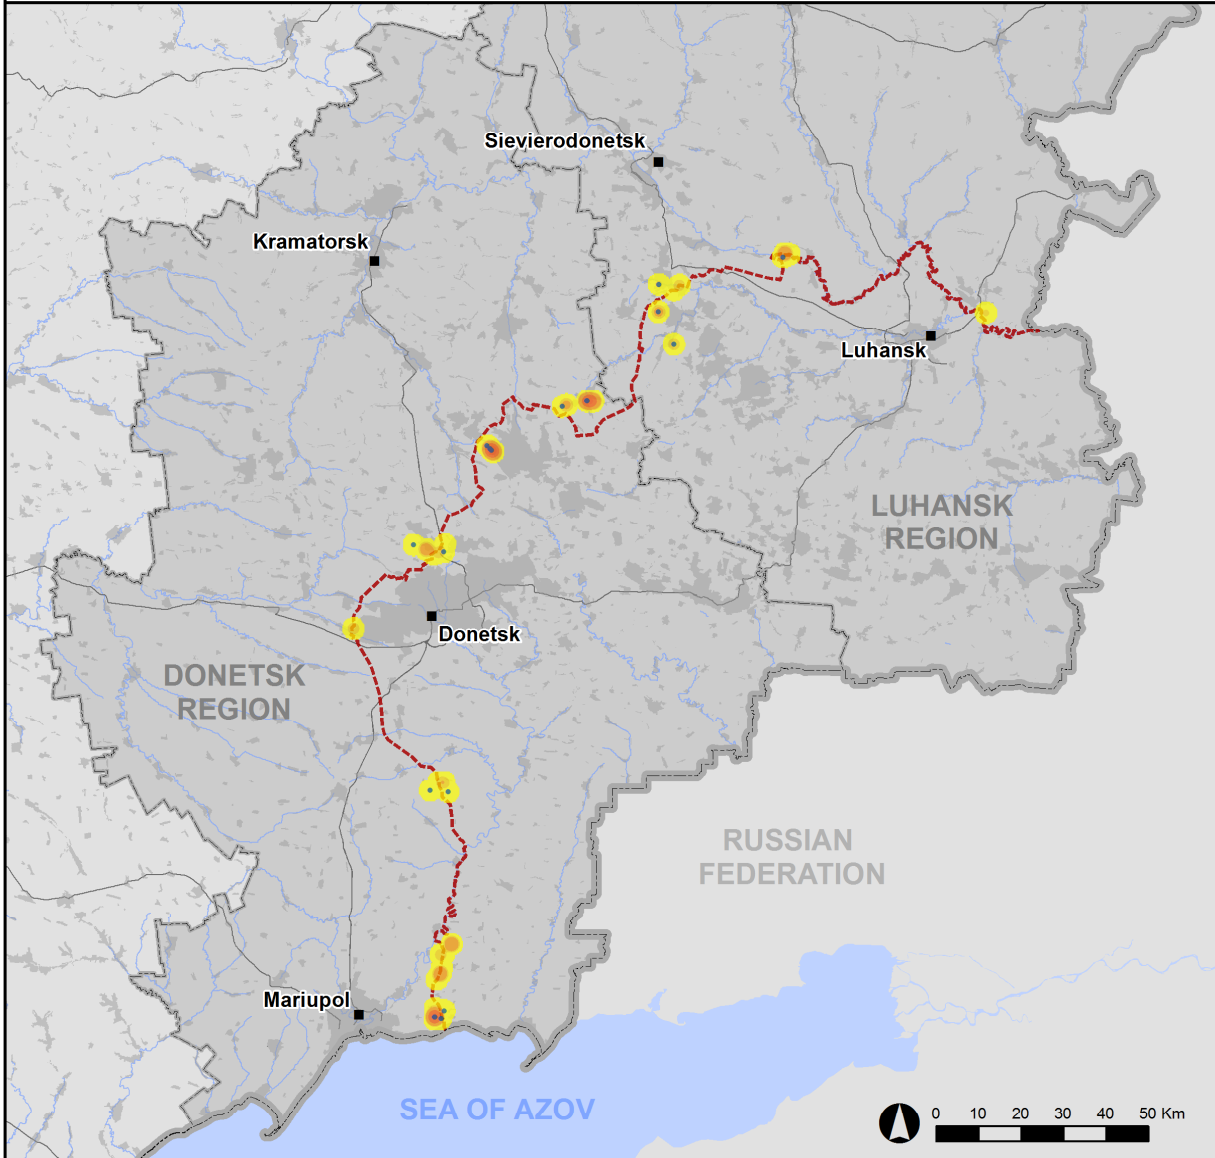 Sievierodonetsk
Kramatorsk
Luhansk
LUHANSK
REGION
Donetsk
DONETSK
REGION
RUSSIAN
FEDERATION
Mariupol
SEA OF AZOV
0 10 20 30 40 50 Km